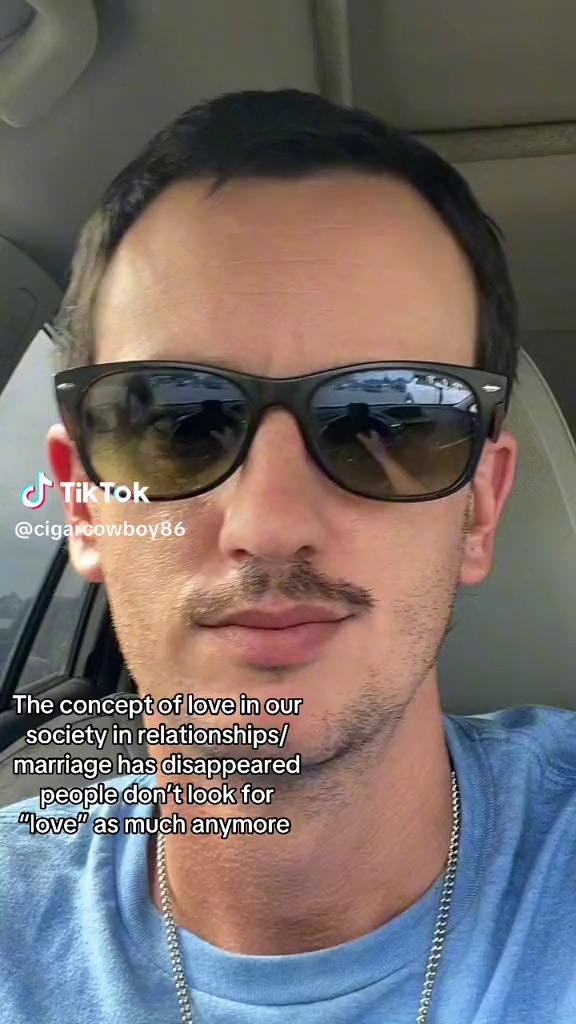 TikTok
@cigarcowboy86
The concept of love in our
society in relationships/
marriage has disappeared
people don't look for
"love" as much anymore